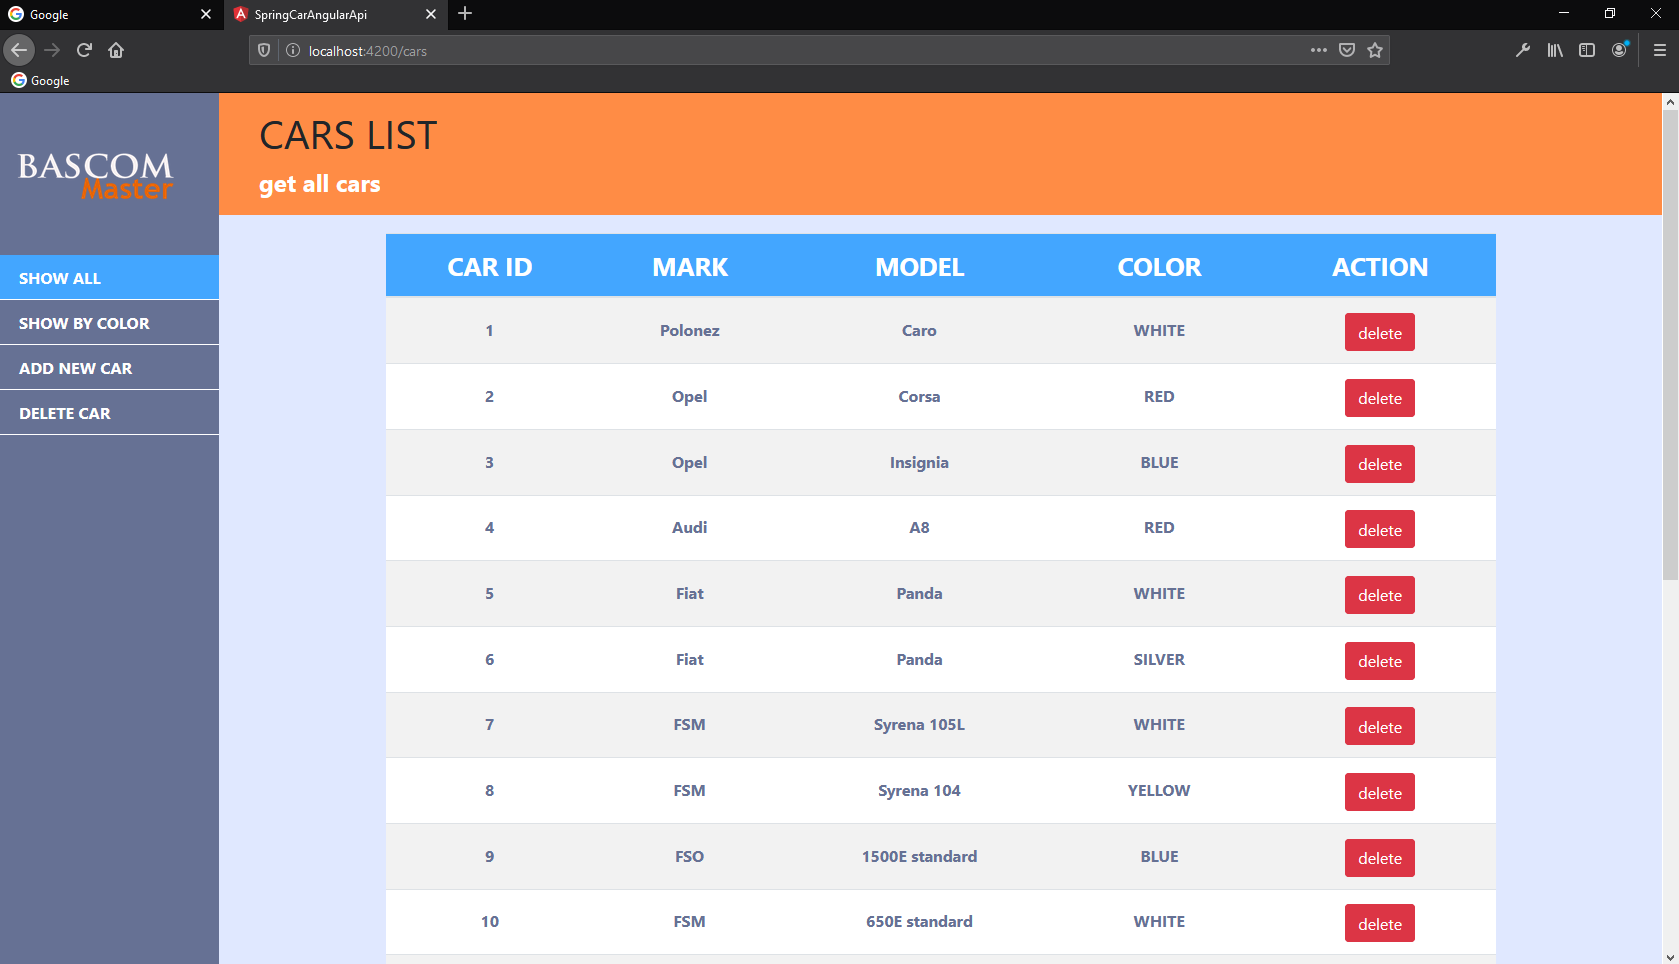 Google
SpringCarAngularApi
localhost:4200/cars
Google
BASCOM
Master
SHOW ALL
SHOW BY COLOR
ADD NEW CAR
DELETE CAR
CARS LIST
get all cars
CAR ID MARK MODEL COLOR ACTION
1 Polonez Caro WHITE delete
2 Opel Corsa RED delete
3 Opel Insignia BLUE delete
4 Audi A8 RED delete
5 Fiat Panda WHITE delete
6 Fiat Panda SILVER delete
7 FSM Syrena 105L WHITE delete
8 FSM Syrena 104 YELLOW delete
9 FSO 1500E standard BLUE delete
10 FSM 650E standard WHITE delete